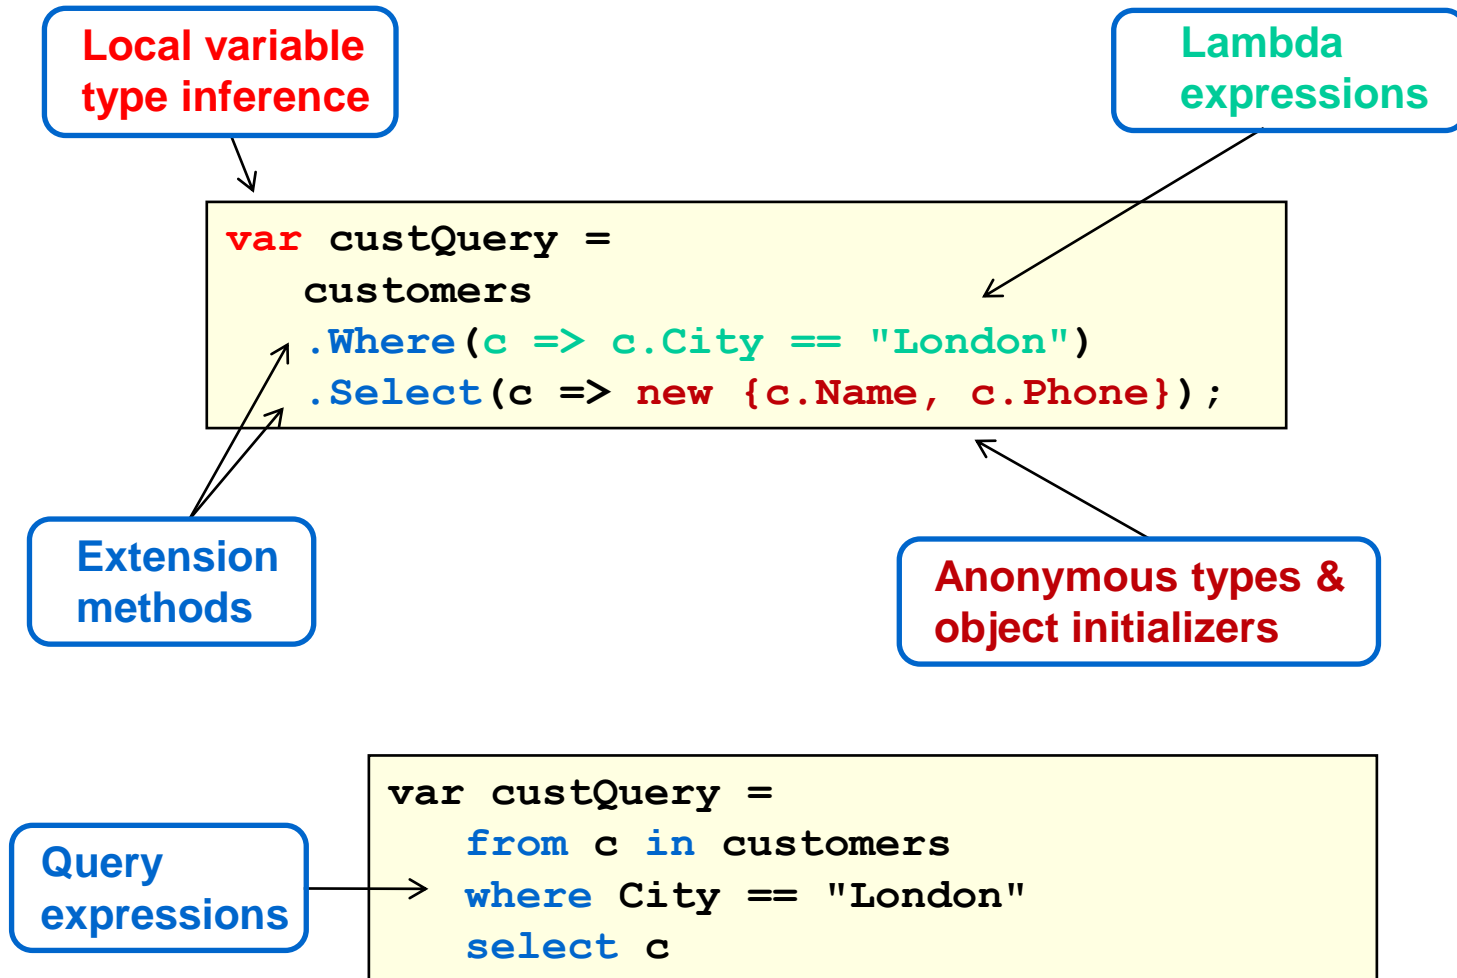 Local variable
type inference
Lambda
expressions
var custQuery =
customers
.Where(c => c.City == "London")
.Select(c => new {c.Name, c.Phone});
Extension
methods
Anonymous types &
object initializers
Query
expressions
var custQuery =
from c in customers
where City == "London"
select c